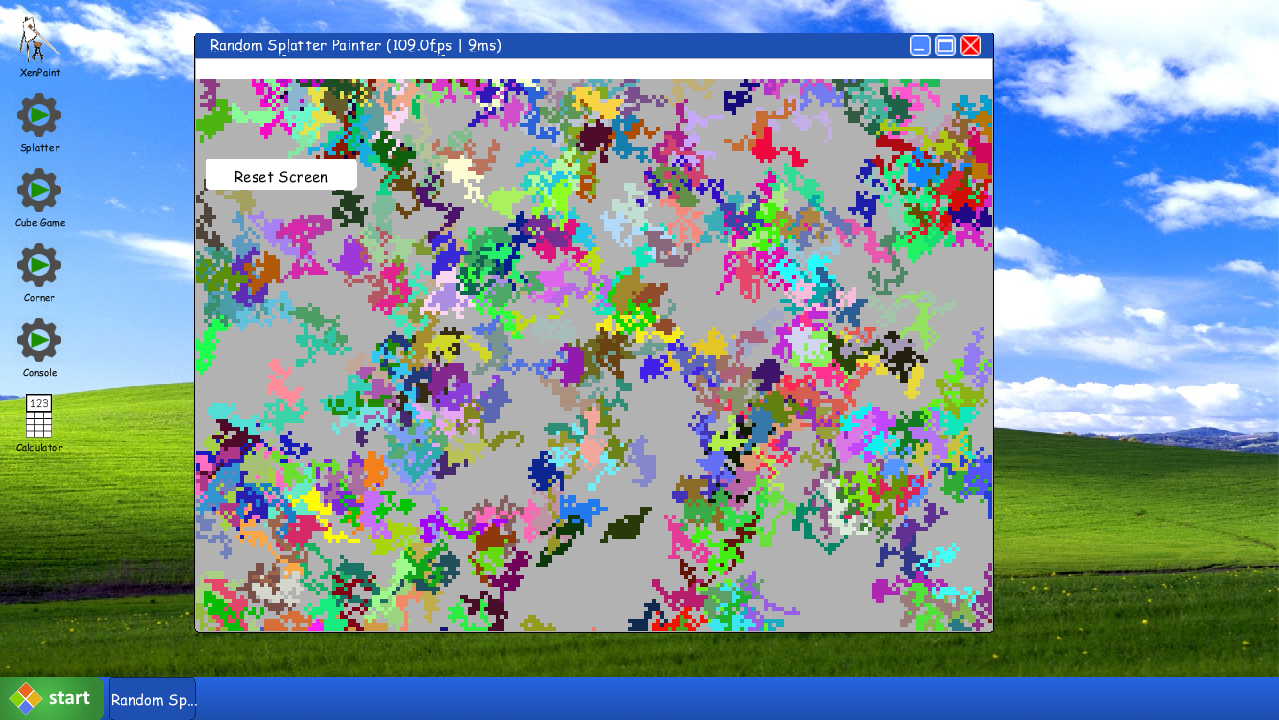 Random Splatter Painter (109.0fps | 9ms)
XenPaint
Splatter
Reset Screen
Cube Game
Corner
Console
123
Calculator
start
Random Sp...